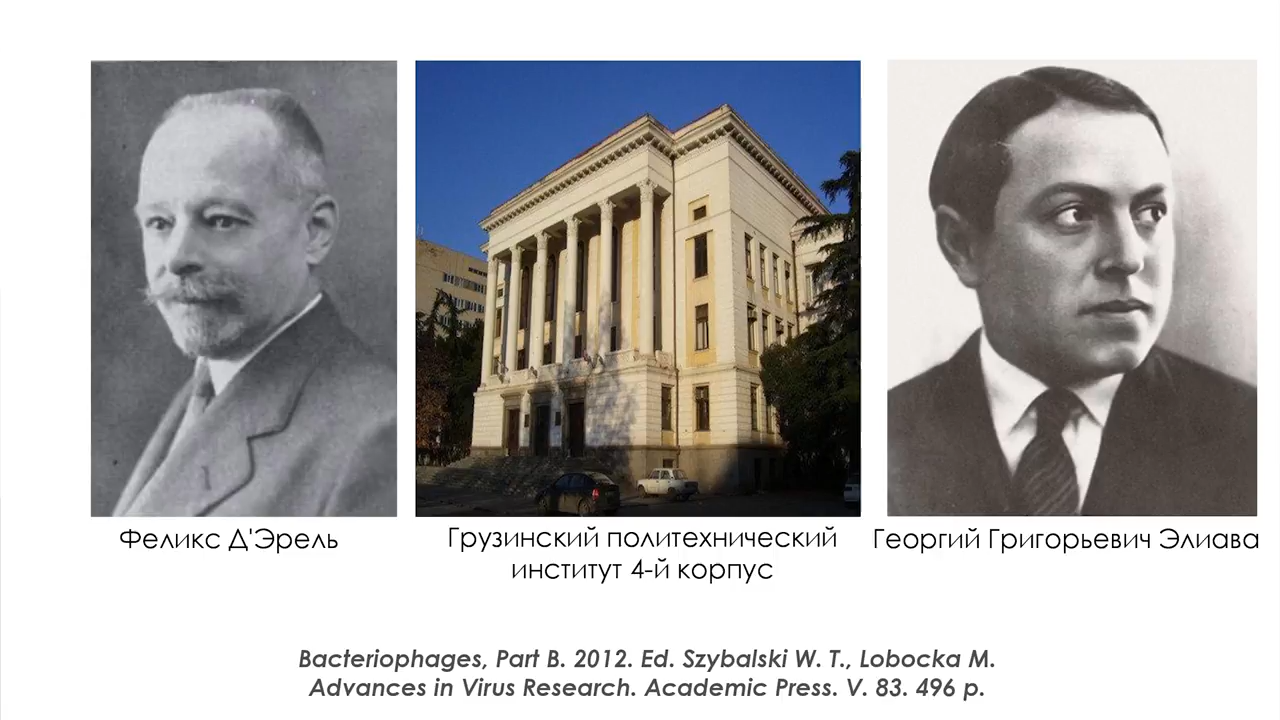 Феликс Д'Эрель
Грузинский политехнический
институт 4-й корпус
Георгий Григорьевич Элиава
Bacteriophages, Part B. 2012. Ed. Szybalski W. T., Lobocka M.
Advances in Virus Research. Academic Press. V. 83. 496 p.